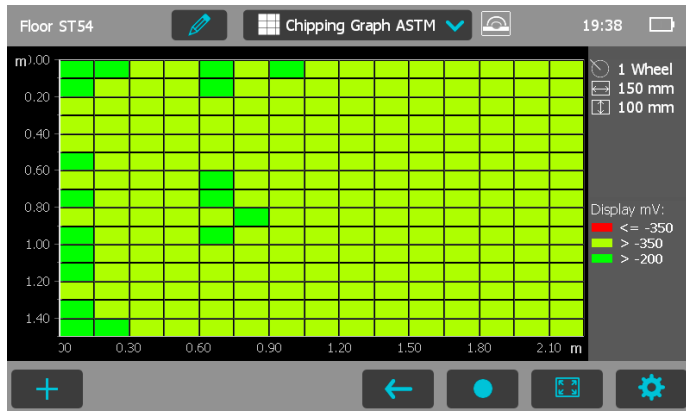 Floor ST54
Chipping Graph ASTM
19:38
m
0.00
0.20
0.40
0.60
0.80
1.00
1.20
1.40
00 0.30 0.60 0.90 1.20 1.50 1.80 2.10 m
1 Wheel
150 mm
100 mm
Display mV:
<= -350
> -350
> -200